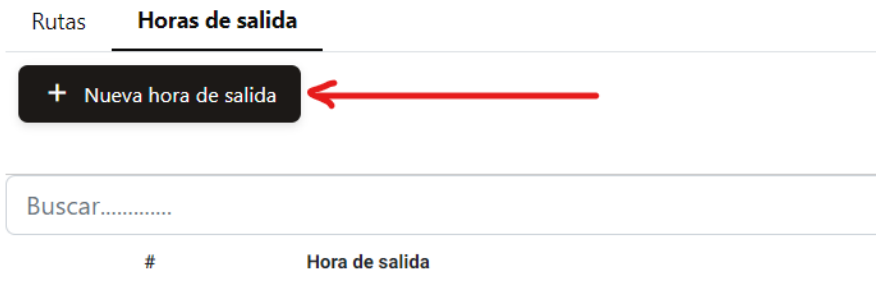 Rutas Horas de salida
+ Nueva hora de salida
Buscar.............
# Hora de salida